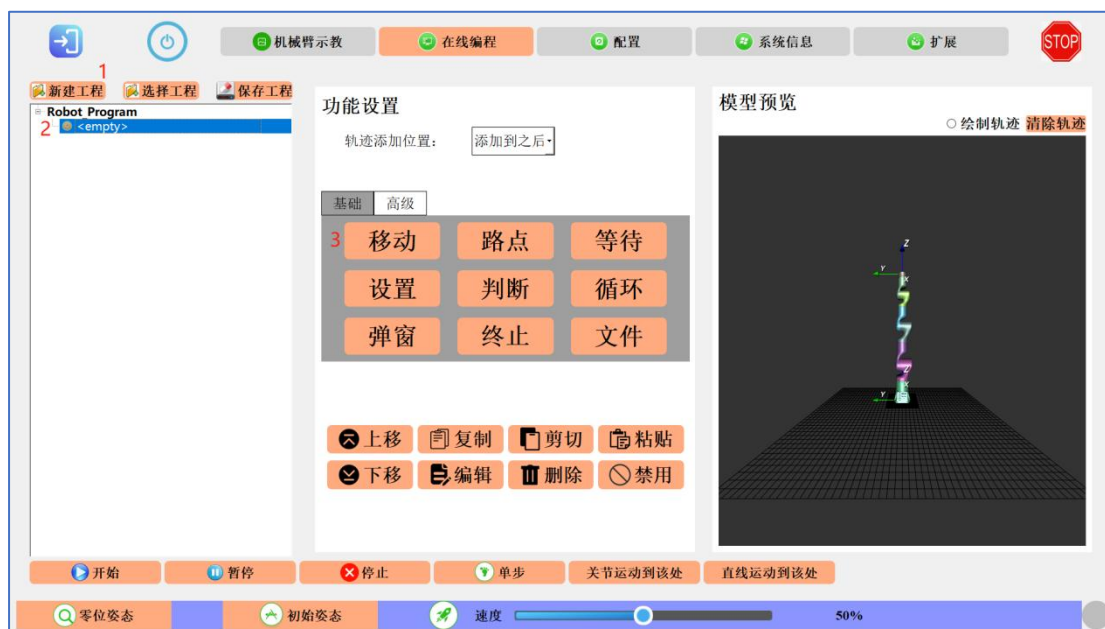 机械臂示教 在线编程 配置 系统信息 扩展 STOP
1
新建工程 选择工程 保存工程
Robot_Program
2 <empty>
功能设置
轨迹添加位置： 添加到之后
基础 高级
3 移动 路点 等待
设置 判断 循环
弹窗 终止 文件
上移 复制 剪切 粘贴
下移 编辑 删除 禁用
模型预览
绘制轨迹 清除轨迹
Z
Y
X
Z
X
Y
开始 暂停 停止 单步 关节运动到该处 直线运动到该处
零位姿态 初始姿态 速度 50%